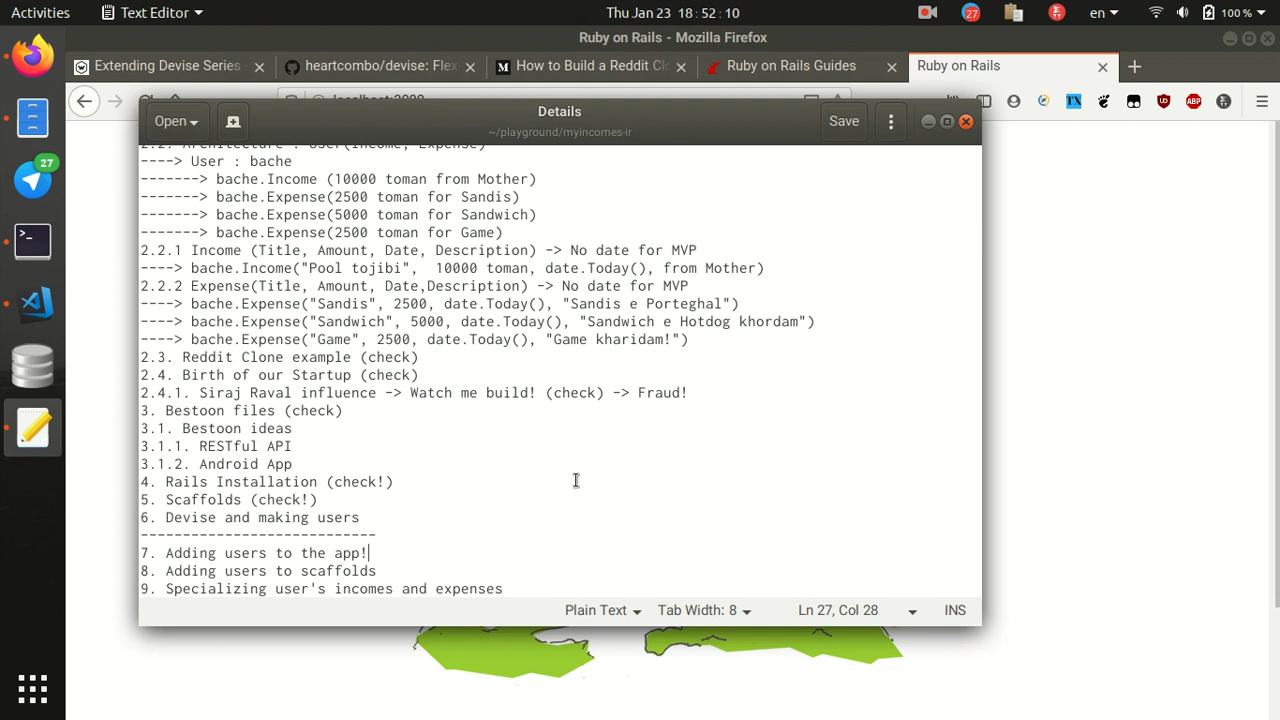 Activities
Text Editor
Thu Jan 23 18:52:10
27
en
100 %
Ruby on Rails - Mozilla Firefox
Extending Devise Series
heartcombo/devise: Flex
How to Build a Reddit Clo
Ruby on Rails Guides
Ruby on Rails
Open
Details
~/playground/myincomes-ir
Save
2.2. Architecture : User(Income, Expense)
----> User : bache
-------> bache.Income (10000 toman from Mother)
-------> bache.Expense(2500 toman for Sandis)
-------> bache.Expense(5000 toman for Sandwich)
-------> bache.Expense(2500 toman for Game)
2.2.1 Income (Title, Amount, Date, Description) -> No date for MVP
----> bache.Income("Pool tojibi",  10000 toman, date.Today(), from Mother)
2.2.2 Expense(Title, Amount, Date,Description) -> No date for MVP
----> bache.Expense("Sandis", 2500, date.Today(), "Sandis e Porteghal")
----> bache.Expense("Sandwich", 5000, date.Today(), "Sandwich e Hotdog khordam")
----> bache.Expense("Game", 2500, date.Today(), "Game kharidam!")
2.3. Reddit Clone example (check)
2.4. Birth of our Startup (check)
2.4.1. Siraj Raval influence -> Watch me build! (check) -> Fraud!
3. Bestoon files (check)
3.1. Bestoon ideas
3.1.1. RESTful API
3.1.2. Android App
4. Rails Installation (check!)
5. Scaffolds (check!)
6. Devise and making users
----------------------------
7. Adding users to the app!
8. Adding users to scaffolds
9. Specializing user's incomes and expenses
Plain Text
Tab Width: 8
Ln 27, Col 28
INS
27